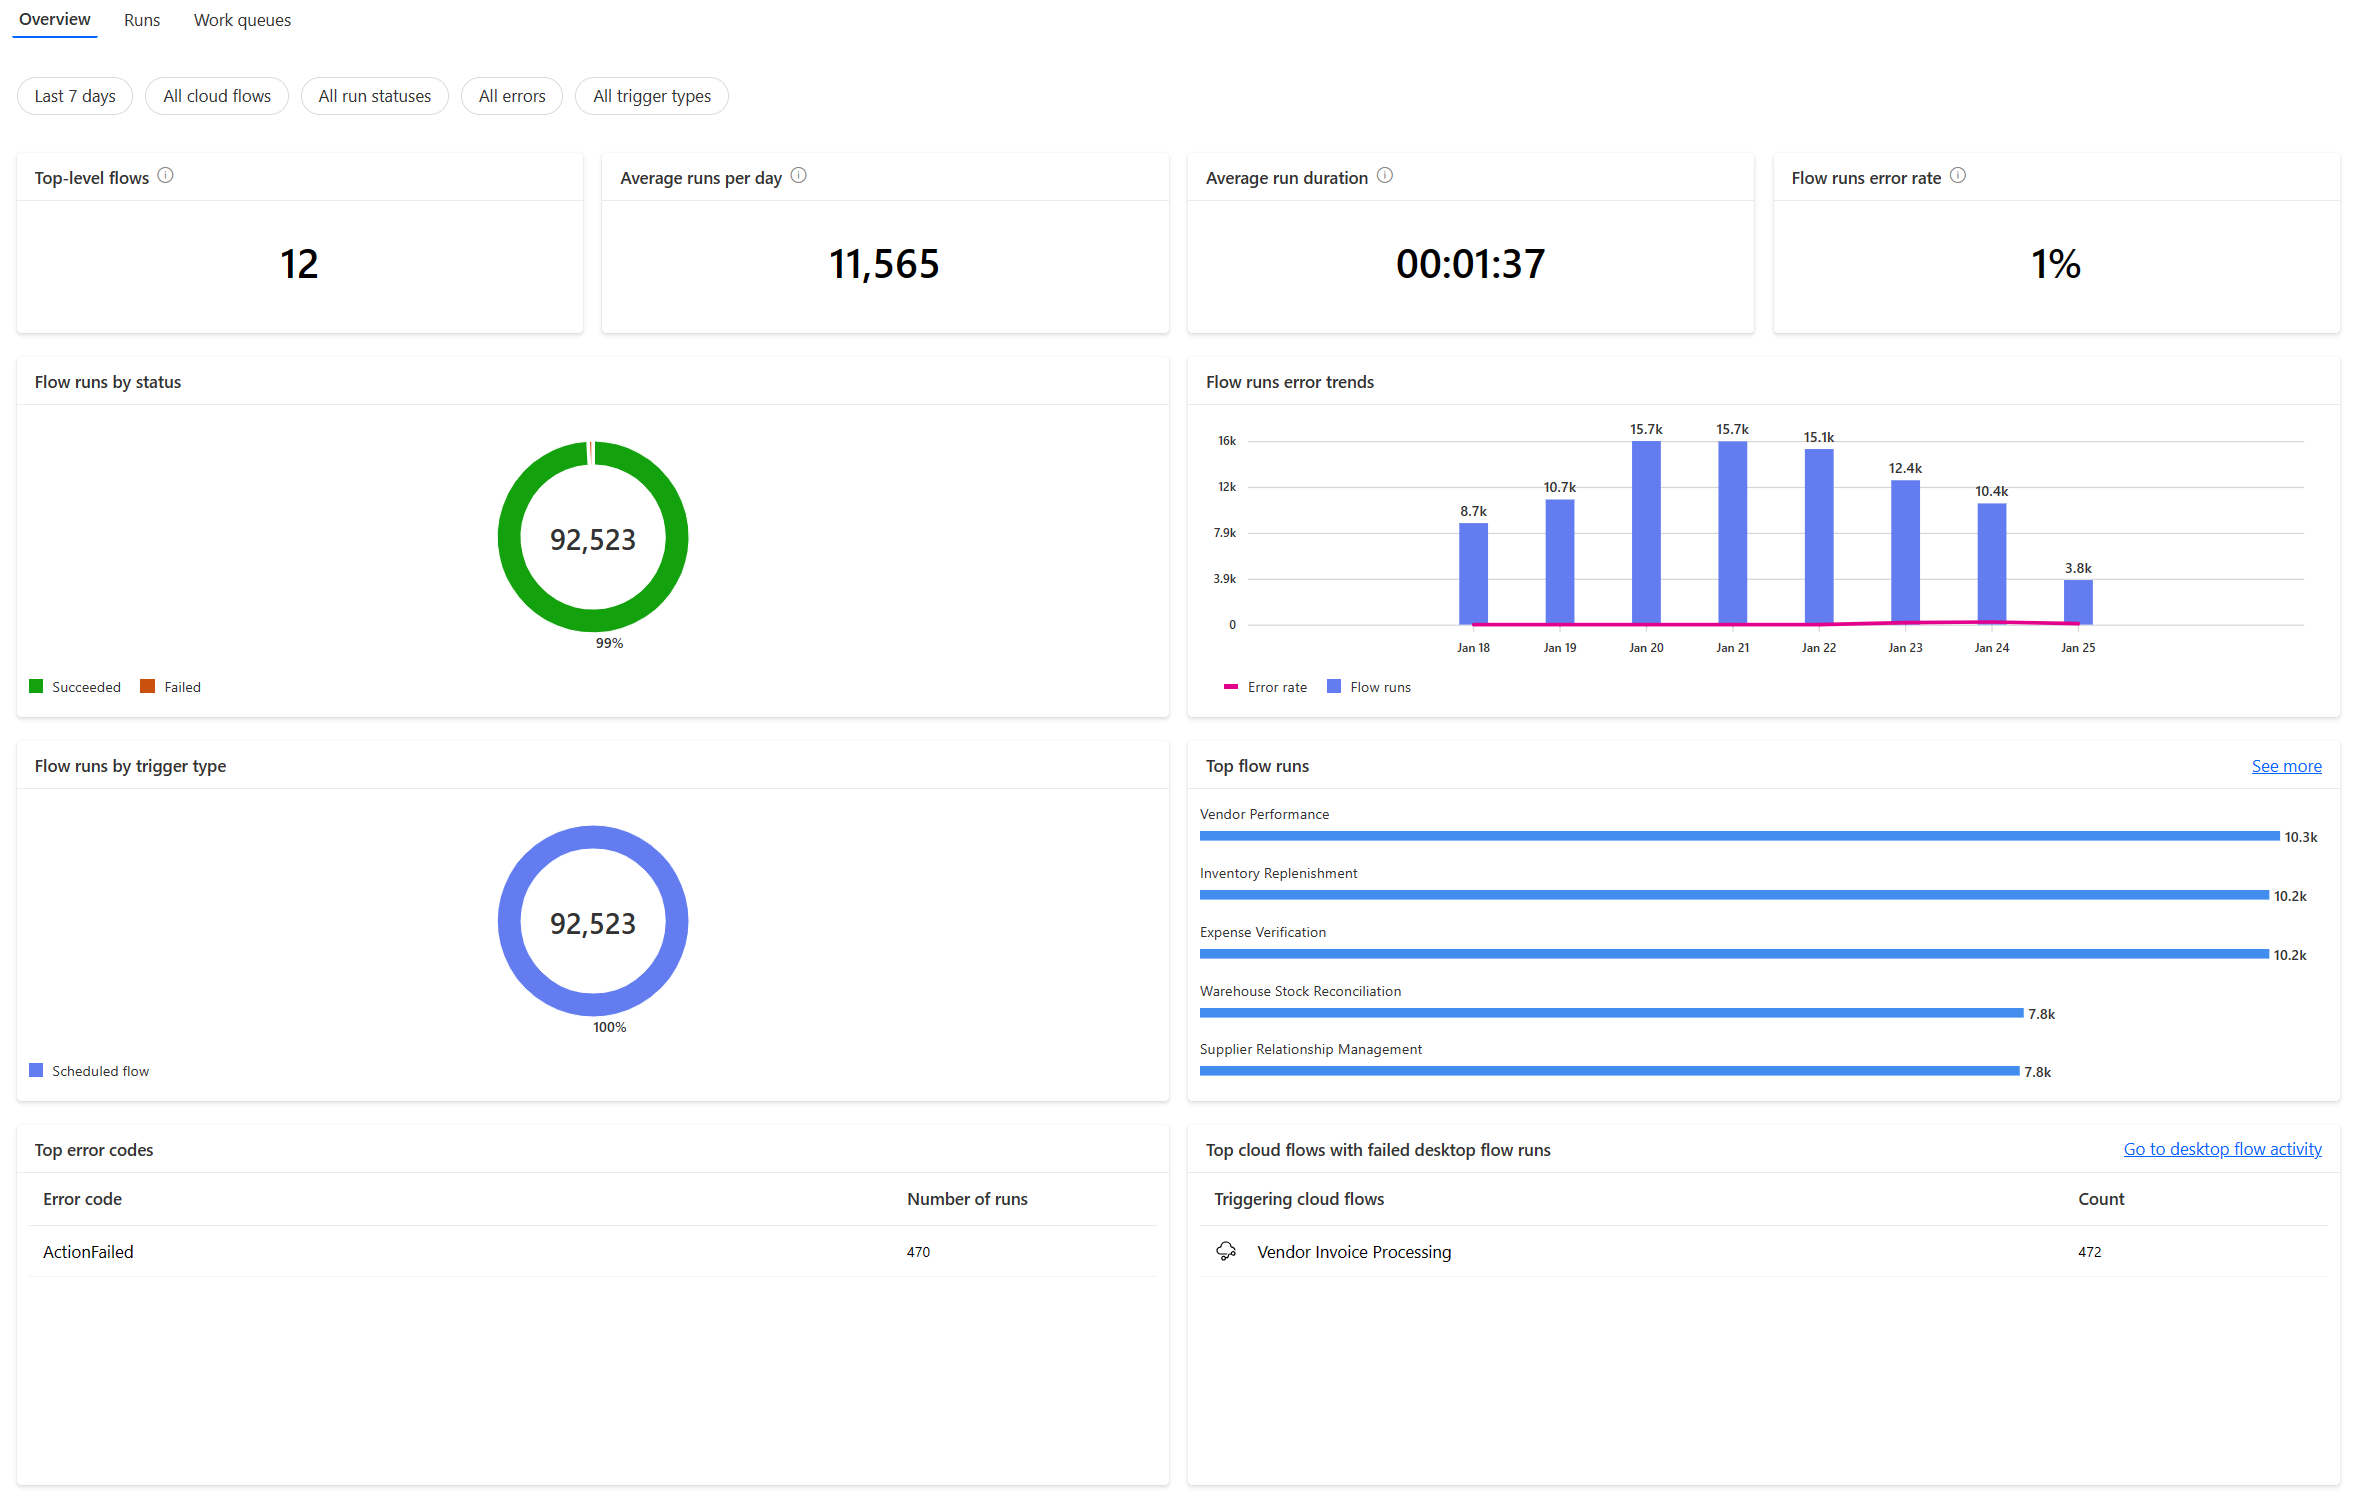 Overview Runs Work queues
Last 7 days All cloud flows All run statuses All errors All trigger types
Top-level flows
12
Average runs per day
11,565
Average run duration
00:01:37
Flow runs error rate
1%
Flow runs by status
92,523
99%
Succeeded Failed
Flow runs error trends
16k
12k
7.9k
3.9k
0
8.7k 10.7k 15.7k 15.7k 15.1k 12.4k 10.4k 3.8k
Jan 18 Jan 19 Jan 20 Jan 21 Jan 22 Jan 23 Jan 24 Jan 25
Error rate Flow runs
Flow runs by trigger type
92,523
100%
Scheduled flow
Top flow runs See more
Vendor Performance
10.3k
Inventory Replenishment
10.2k
Expense Verification
10.2k
Warehouse Stock Reconciliation
7.8k
Supplier Relationship Management
7.8k
Top error codes
Error code Number of runs
ActionFailed 470
Top cloud flows with failed desktop flow runs Go to desktop flow activity
Triggering cloud flows Count
Vendor Invoice Processing 472